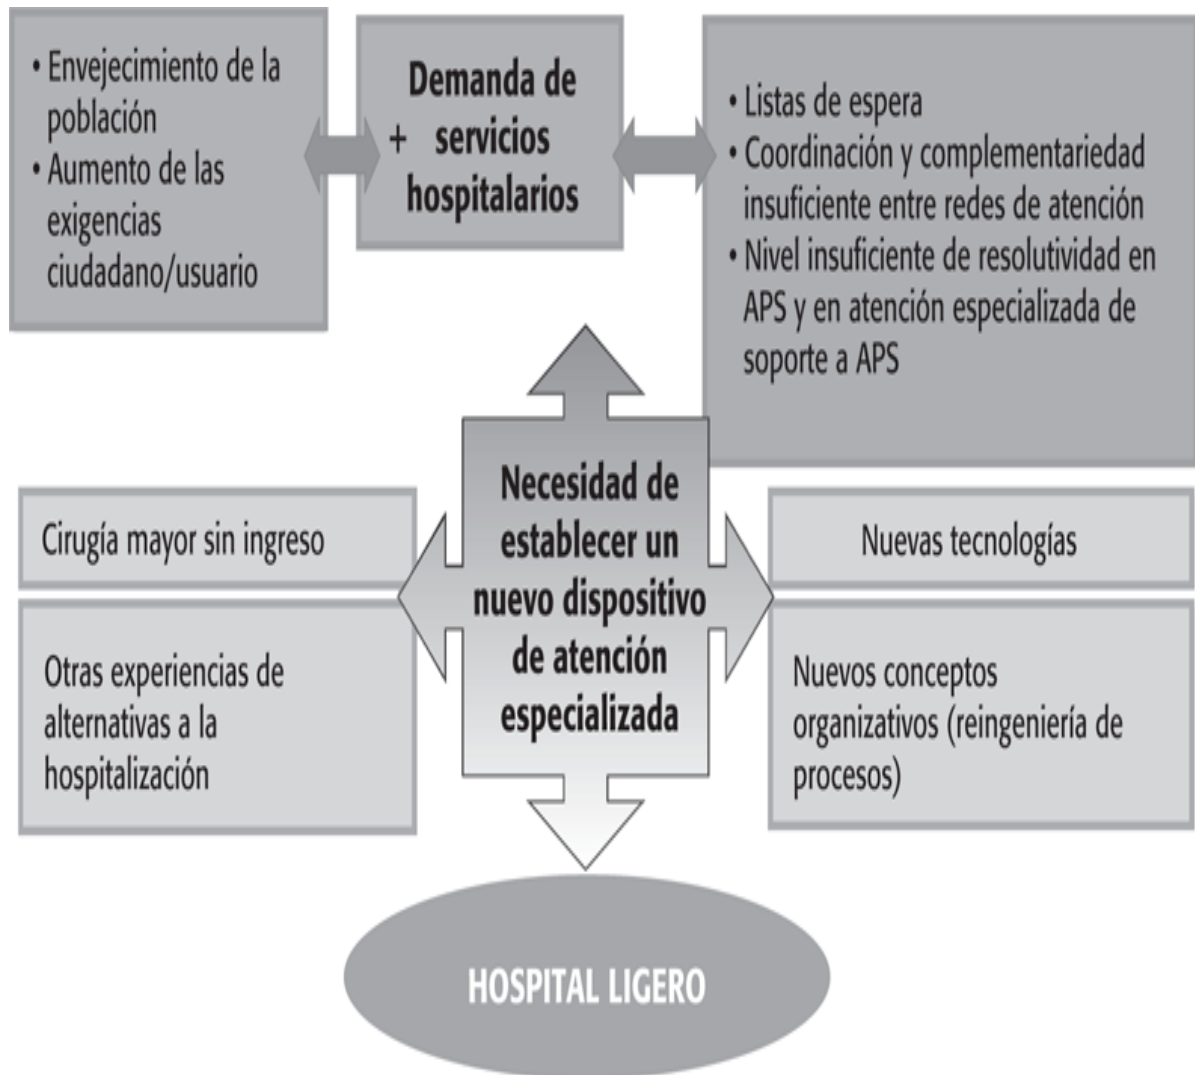 • Envejecimiento de la
población
• Aumento de las
exigencias
ciudadano/usuario
Demanda de
+ servicios
hospitalarios
• Listas de espera
• Coordinación y complementariedad
insuficiente entre redes de atención
• Nivel insuficiente de resolutividad en
APS y en atención especializada de
soporte a APS
Necesidad de
establecer un
nuevo dispositivo
de atención
especializada
Cirugía mayor sin ingreso
Otras experiencias de
alternativas a la
hospitalización
Nuevas tecnologías
Nuevos conceptos
organizativos (reingeniería de
procesos)
HOSPITAL LIGERO